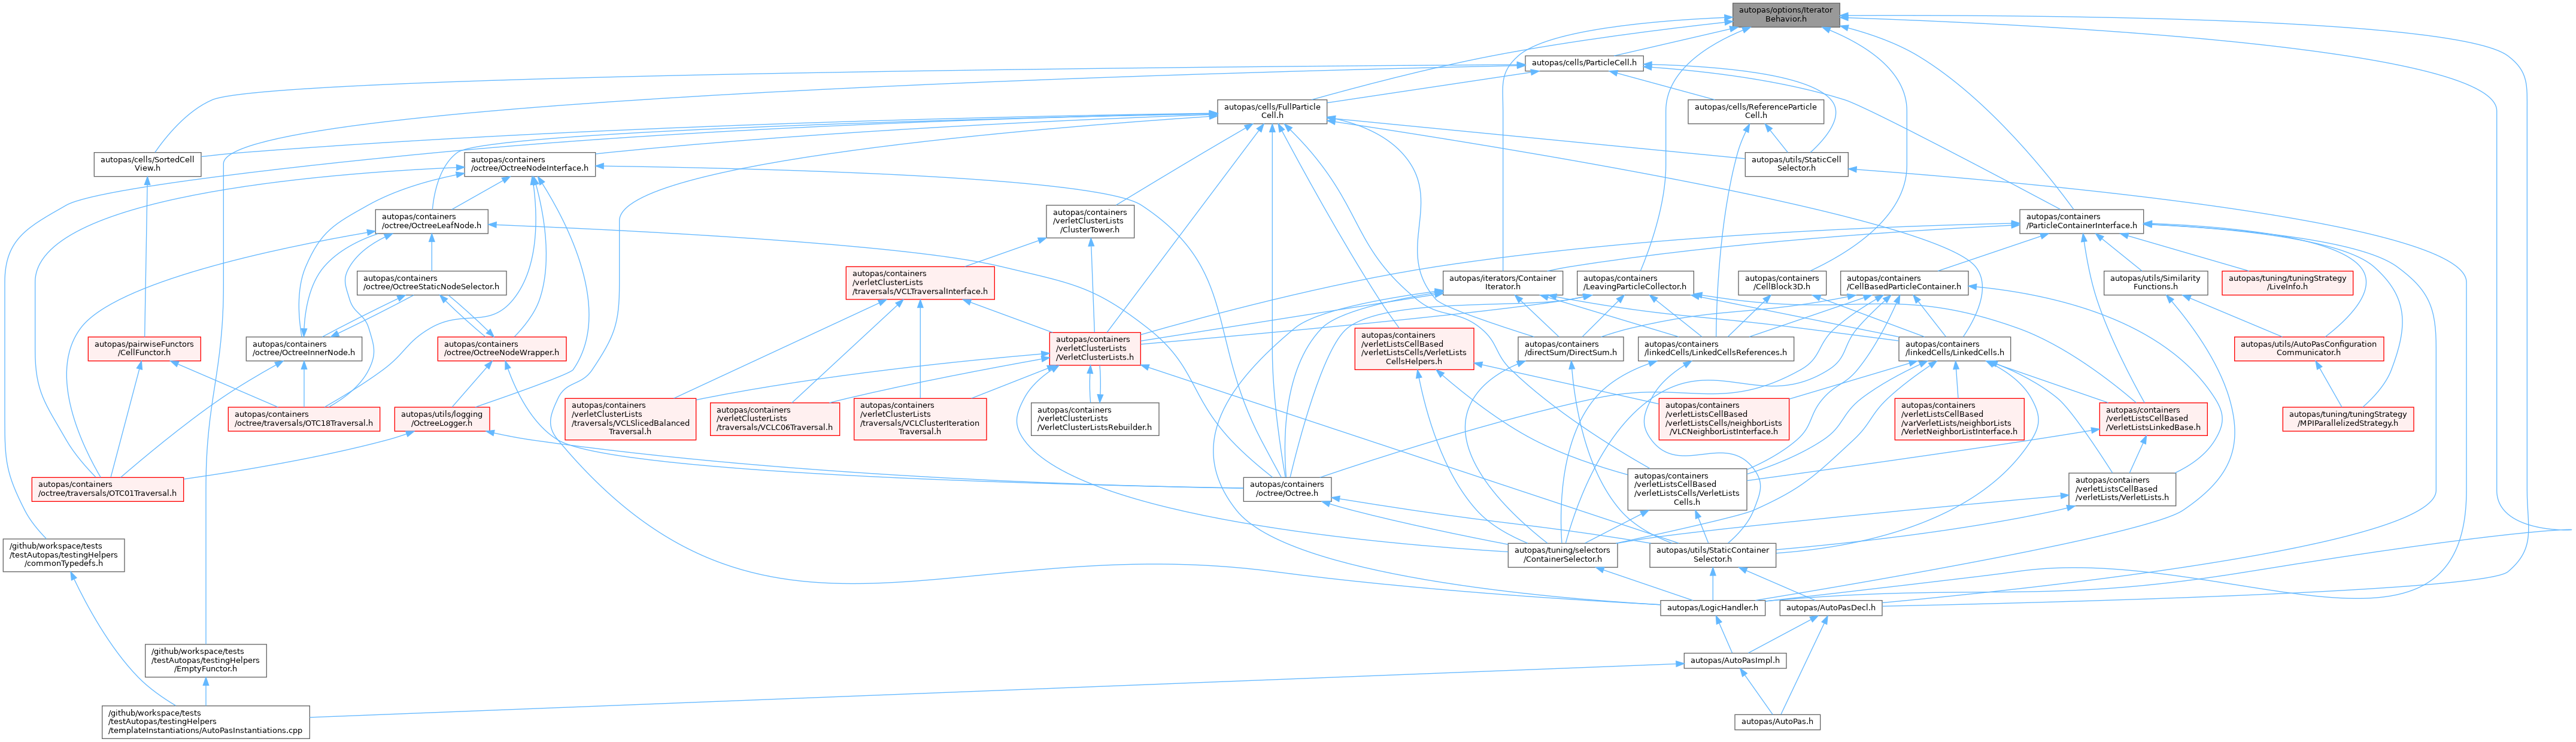 autopas/options/Iterator
Behavior.h
autopas/cells/ParticleCell.h
autopas/cells/FullParticle
Cell.h
autopas/cells/ReferenceParticle
Cell.h
autopas/cells/SortedCell
View.h
autopas/containers
/octree/OctreeNodeInterface.h
autopas/utils/StaticCell
Selector.h
autopas/containers
/octree/OctreeLeafNode.h
autopas/containers
/verletClusterLists
/ClusterTower.h
autopas/containers
/ParticleContainerInterface.h
autopas/containers
/octree/OctreeStaticNodeSelector.h
autopas/containers
/verletClusterLists
/traversals/VCLTraversalInterface.h
autopas/iterators/Container
Iterator.h
autopas/containers
/LeavingParticleCollector.h
autopas/containers
/CellBlock3D.h
autopas/containers
/CellBasedParticleContainer.h
autopas/utils/Similarity
Functions.h
autopas/tuning/tuningStrategy
/LiveInfo.h
autopas/pairwiseFunctors
/CellFunctor.h
autopas/containers
/octree/OctreeInnerNode.h
autopas/containers
/octree/OctreeNodeWrapper.h
autopas/containers
/verletClusterLists
/VerletClusterLists.h
autopas/containers
/verletListsCellBased
/verletListsCells/VerletLists
CellsHelpers.h
autopas/containers
/directSum/DirectSum.h
autopas/containers
/linkedCells/LinkedCellsReferences.h
autopas/containers
/linkedCells/LinkedCells.h
autopas/utils/AutoPasConfiguration
Communicator.h
autopas/containers
/octree/traversals/OTC18Traversal.h
autopas/utils/logging
/OctreeLogger.h
autopas/containers
/verletClusterLists
/traversals/VCLSlicedBalanced
Traversal.h
autopas/containers
/verletClusterLists
/traversals/VCLC06Traversal.h
autopas/containers
/verletClusterLists
/traversals/VCLClusterIteration
Traversal.h
autopas/containers
/verletClusterLists
/VerletClusterListsRebuilder.h
autopas/containers
/verletListsCellBased
/verletListsCells/neighborLists
/VLCNeighborListInterface.h
autopas/containers
/verletListsCellBased
/varVerletLists/neighborLists
/VerletNeighborListInterface.h
autopas/containers
/verletListsCellBased
/VerletListsLinkedBase.h
autopas/tuning/tuningStrategy
/MPIParallelizedStrategy.h
autopas/containers
/octree/traversals/OTC01Traversal.h
autopas/containers
/octree/Octree.h
autopas/containers
/verletListsCellBased
/verletListsCells/VerletLists
Cells.h
autopas/containers
/verletListsCellBased
/verletLists/VerletLists.h
/github/workspace/tests
/testAutopas/testingHelpers
/commonTypedefs.h
autopas/tuning/selectors
/ContainerSelector.h
autopas/utils/StaticContainer
Selector.h
autopas/LogicHandler.h
autopas/AutoPasDecl.h
/github/workspace/tests
/testAutopas/testingHelpers
/EmptyFunctor.h
autopas/AutoPasImpl.h
/github/workspace/tests
/testAutopas/testingHelpers
/templateInstantiations/AutoPasInstantiations.cpp
autopas/AutoPas.h